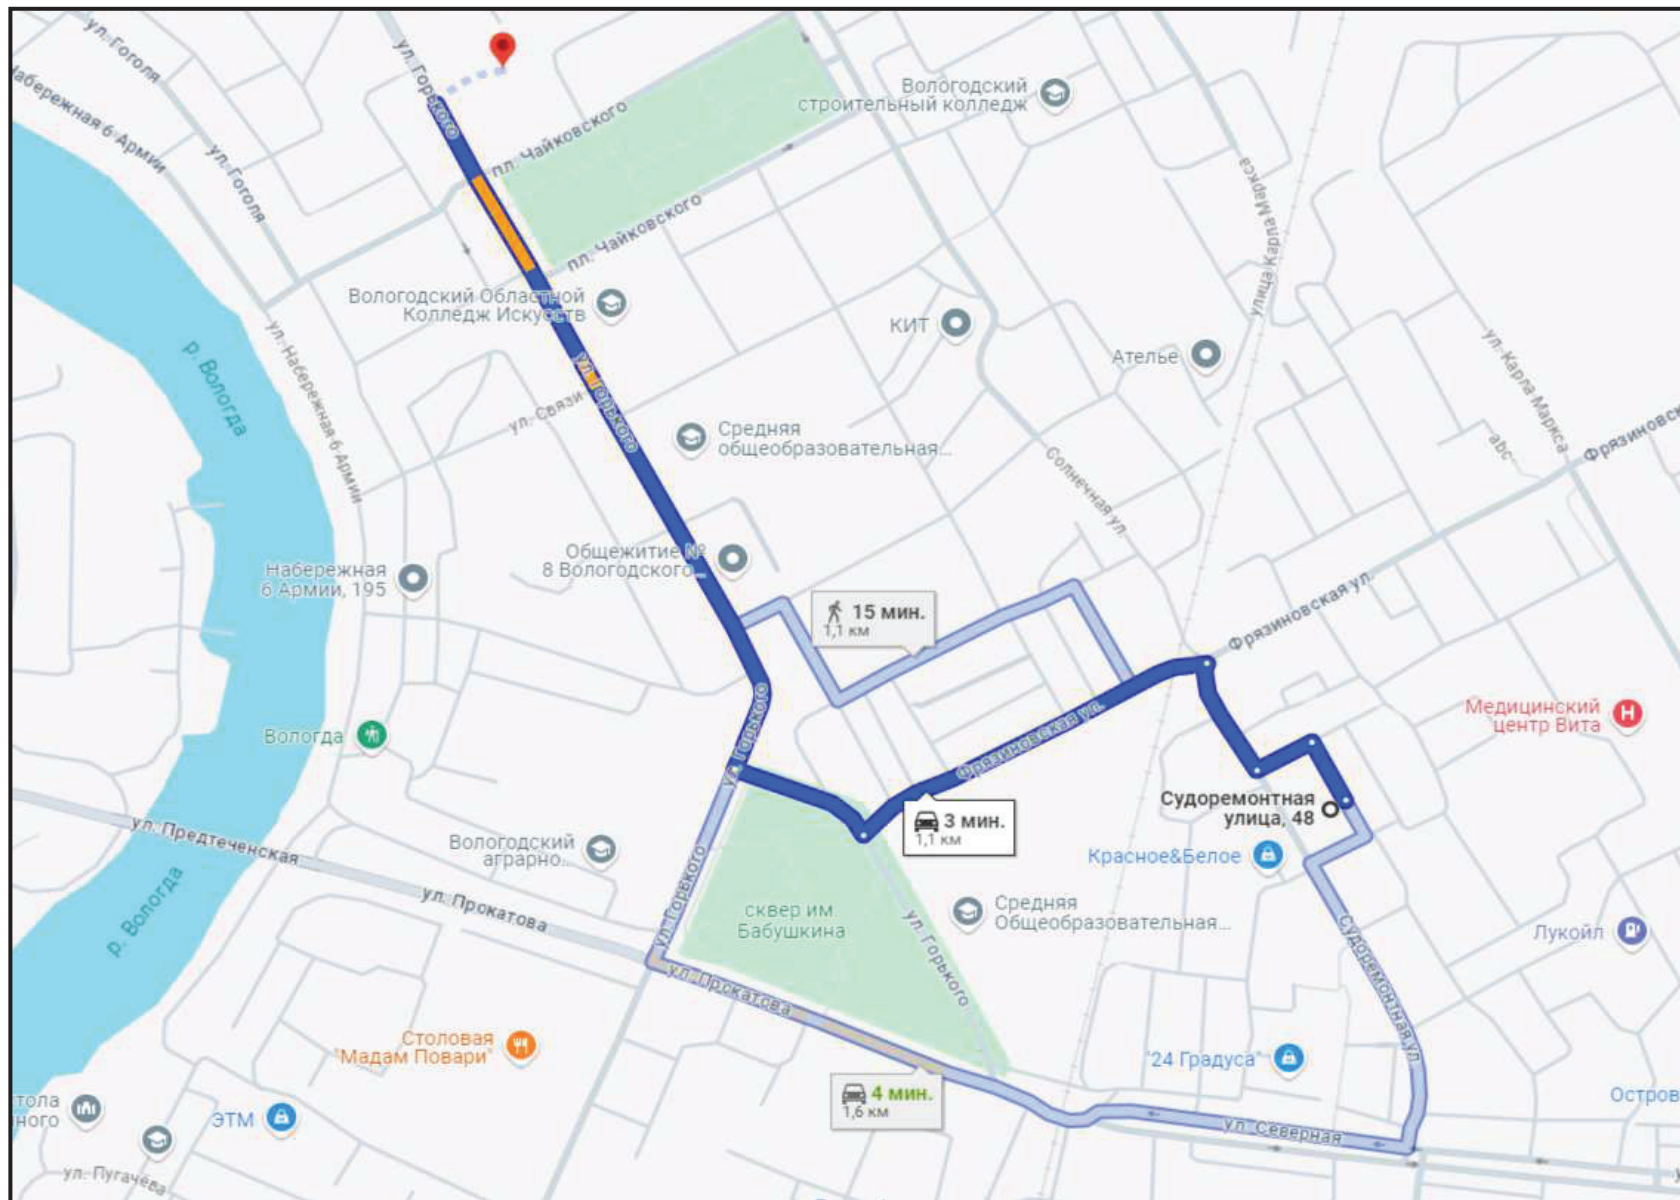 ул. Гоголя
Набережная 6 Армии
ул. Гоголя
ул. Горького
пл. Чайковского
Вологодский
строительный колледж
пл. Чайковского
улица Карла Маркса
Вологодский Областной
Колледж Искусств
р. Вологда
ул. Набережная 6 Армии
КИТ
Ателье
ул. Карла Маркса
ул. Горького
ул. Связи
Средняя
общеобразовательная...
abc
Фрязиновск
Солнечная ул.
Общежитие №
8 Вологодского...
Набережная
6 Армии, 195
15 мин.
1,1 км
Фрязиновская ул.
Вологда
ул. Горького
Фрязиновская ул.
Медицинский
центр Вита
Судоремонтная
улица, 48
3 мин.
1,1 км
ул. Предтеченская
Вологодский
аграрно...
Красное&Белое
ул. Прокатова
ул. Горького
сквер им.
Бабушкина
Средняя
Общеобразовательная...
ул. Горького
р. Вологда
Лукойл
Судоремонтная ул.
ул. Прокатова
Столовая
"Мадам Повари"
"24 Градуса"
4 мин.
1,6 км
Остров
тола
ного
ЭТМ
ул. Северная
ул. Пугачёва